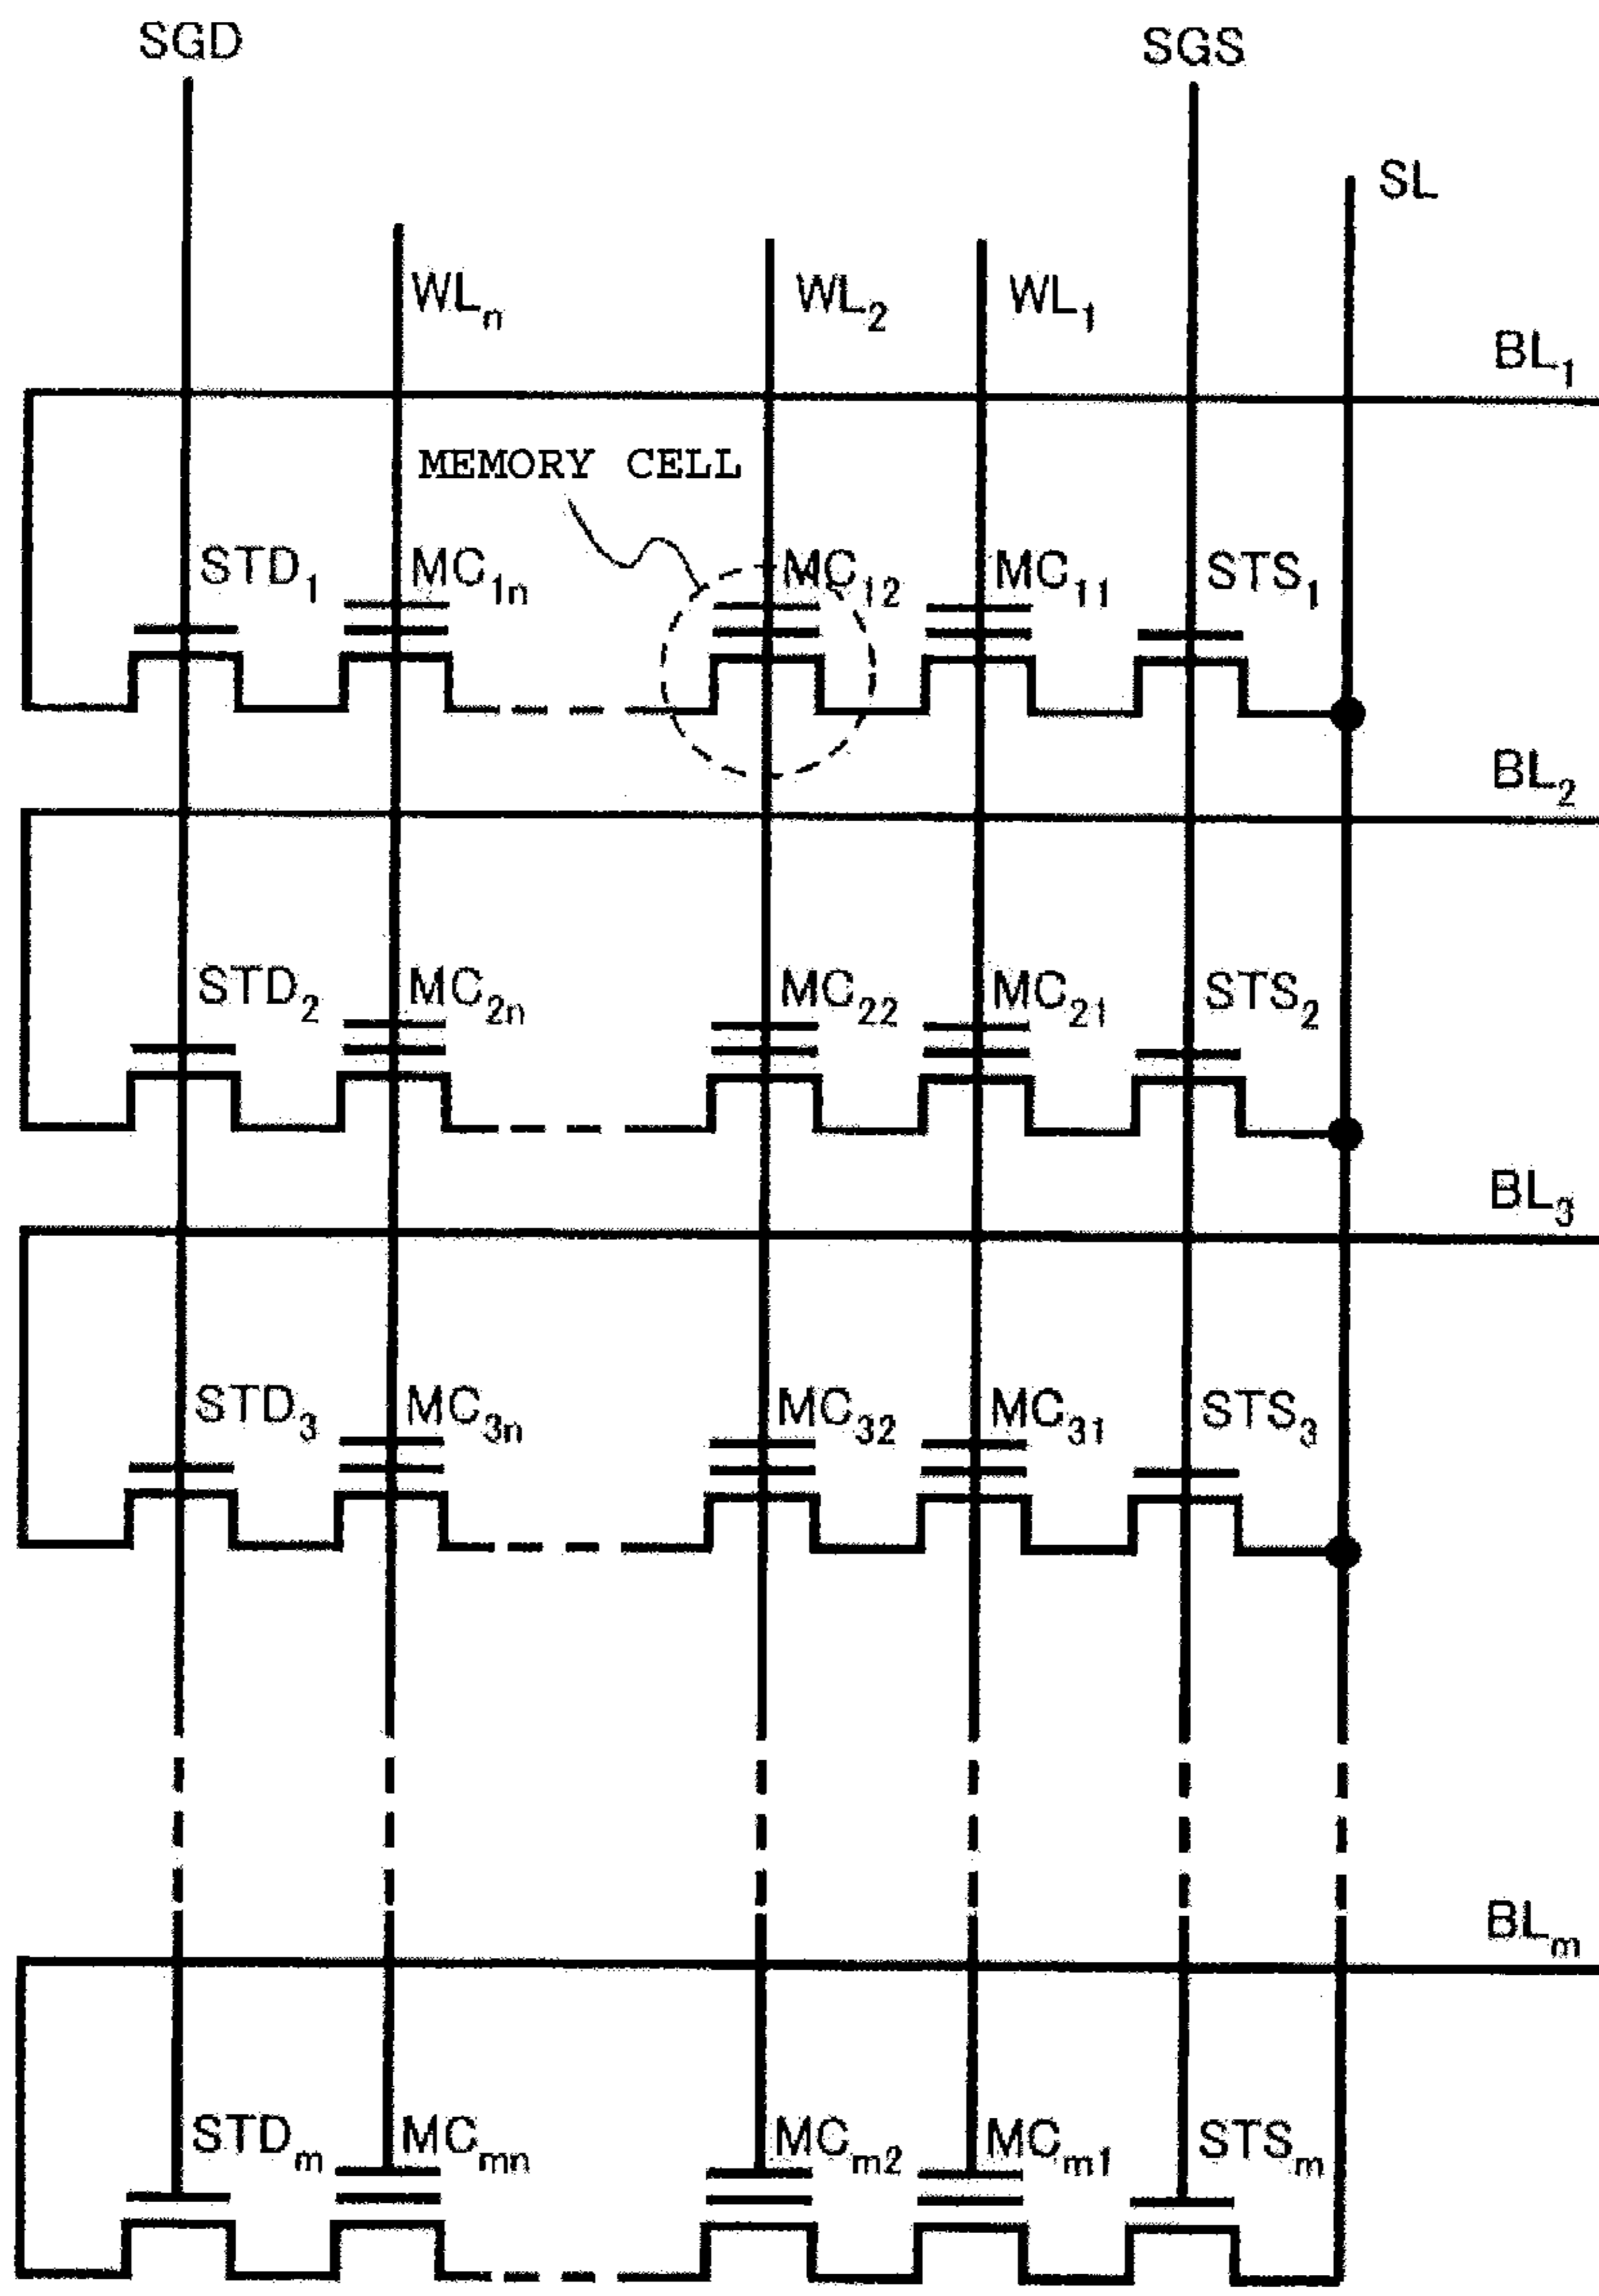 SGD
SGS
SL
WLn
WL2
WL1
BL1
MEMORY CELL
STD1
MC1n
MC12
MC11
STS1
BL2
STD2
MC2n
MC22
MC21
STS2
BL3
STD3
MC3n
MC32
MC31
STS3
BLm
STDm
MCmn
MCm2
MCm1
STSm